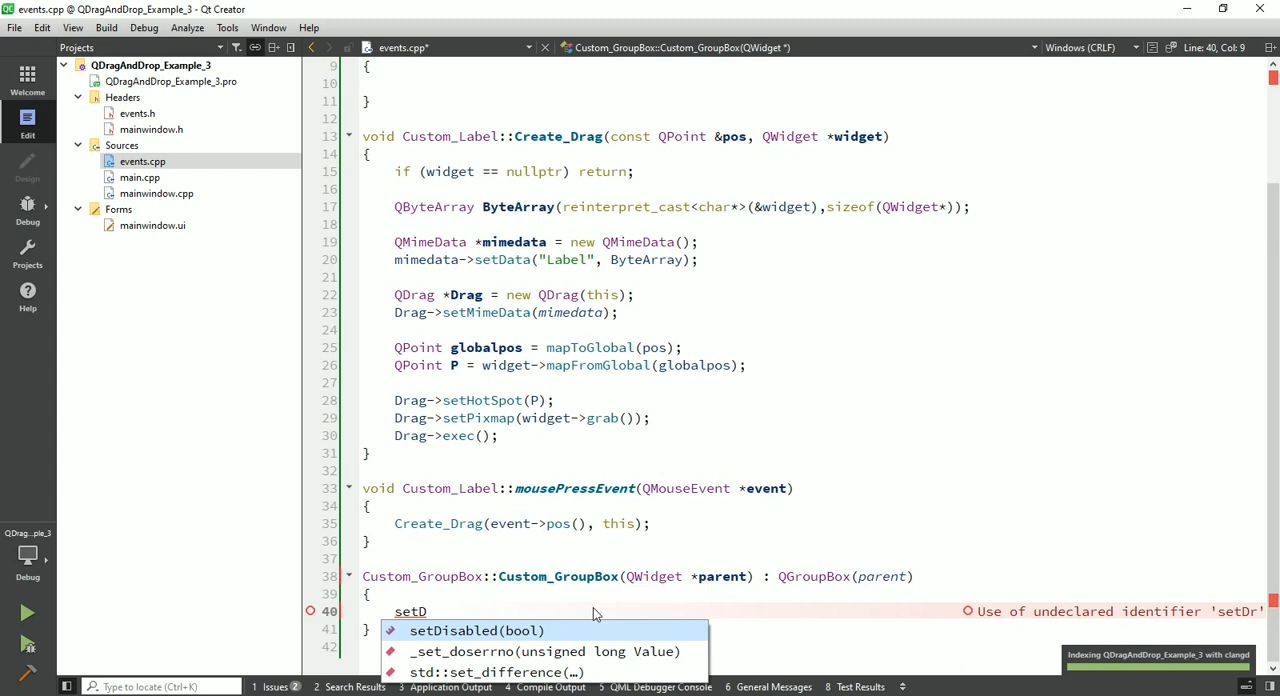 QC events.cpp @ QDragAndDrop_Example_3 - Qt Creator
File Edit View Build Debug Analyze Tools Window Help
Projects events.cpp* Custom_GroupBox::Custom_GroupBox(QWidget *) Windows (CRLF) Line: 40, Col: 9
Welcome
Edit
Design
Debug
Projects
Help
QDragAndDrop_Example_3
QDragAndDrop_Example_3.pro
Headers
events.h
mainwindow.h
Sources
events.cpp
main.cpp
mainwindow.cpp
Forms
mainwindow.ui
9 {
10
11 }
12
13 void Custom_Label::Create_Drag(const QPoint &pos, QWidget *widget)
14 {
15 if (widget == nullptr) return;
16
17 QByteArray ByteArray(reinterpret_cast<char*>(&widget),sizeof(QWidget*));
18
19 QMimeData *mimedata = new QMimeData();
20 mimedata->setData("Label", ByteArray);
21
22 QDrag *Drag = new QDrag(this);
23 Drag->setMimeData(mimedata);
24
25 QPoint globalpos = mapToGlobal(pos);
26 QPoint P = widget->mapFromGlobal(globalpos);
27
28 Drag->setHotSpot(P);
29 Drag->setPixmap(widget->grab());
30 Drag->exec();
31 }
32
33 void Custom_Label::mousePressEvent(QMouseEvent *event)
34 {
35 Create_Drag(event->pos(), this);
36 }
37
38 Custom_GroupBox::Custom_GroupBox(QWidget *parent) : QGroupBox(parent)
39 {
40 setD Use of undeclared identifier 'setDr'
41 }
42
setDisabled(bool)
_set_doserrno(unsigned long Value)
std::set_difference(…)
Indexing QDragAndDrop_Example_3 with clangd
QDrag...ple_3
Debug
Type to locate (Ctrl+K) 1 Issues 2 2 Search Results 3 Application Output 4 Compile Output 5 QML Debugger Console 6 General Messages 8 Test Results